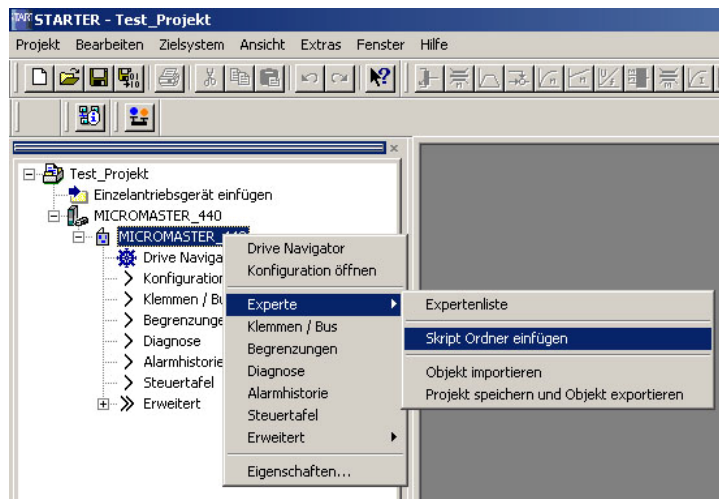 STARTER - Test_Projekt
Projekt Bearbeiten Zielsystem Ansicht Extras Fenster Hilfe
Test_Projekt
Einzelantriebsgerät einfügen
MICROMASTER_440
MICROMASTER_440
Drive Naviga
Konfiguration
Klemmen / Bu
Begrenzunge
Diagnose
Alarmhistorie
Steuertafel
Erweitert
Drive Navigator
Konfiguration öffnen
Experte
Klemmen / Bus
Begrenzungen
Diagnose
Alarmhistorie
Steuertafel
Erweitert
Eigenschaften...
Expertenliste
Skript Ordner einfügen
Objekt importieren
Projekt speichern und Objekt exportieren